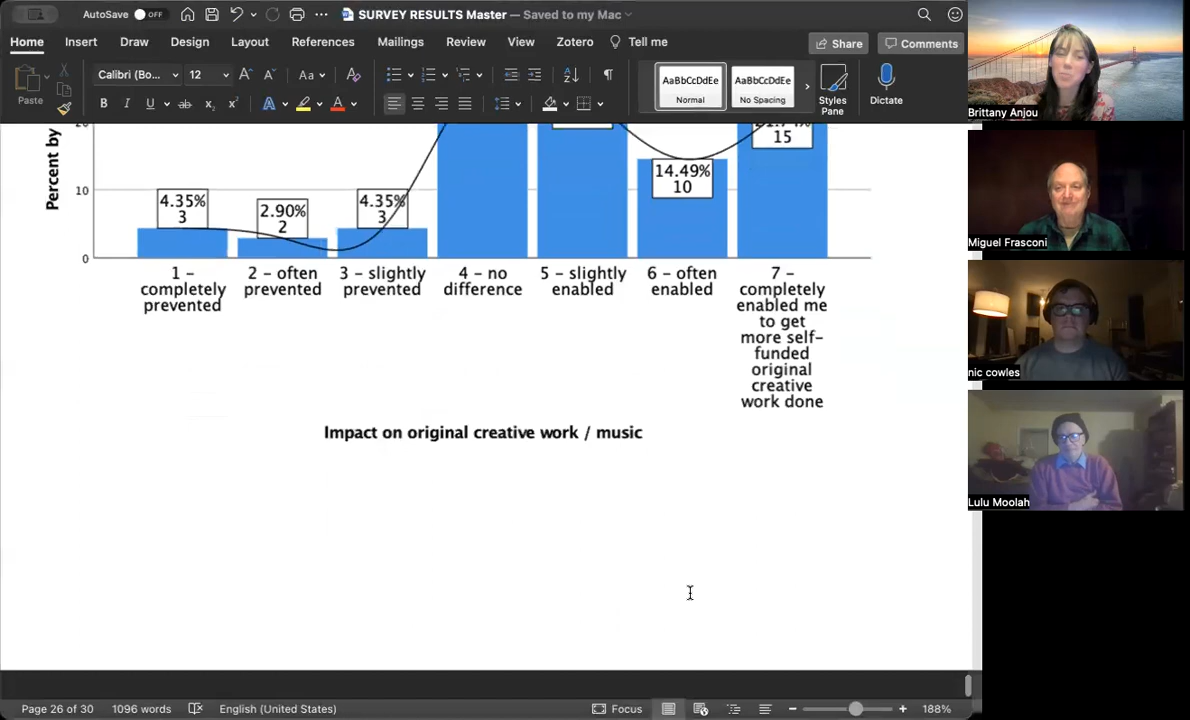 AutoSave OFF SURVEY RESULTS Master — Saved to my Mac
Home Insert Draw Design Layout References Mailings Review View Zotero Tell me Share Comments
Paste Calibri (Bo... 12 Aa AaBbCcDdEe Normal AaBbCcDdEe No Spacing Styles Pane Dictate
Brittany Anjou
Miguel Frasconi
nic cowles
Lulu Moolah
Percent by
20
10
0
4.35%
3
2.90%
2
4.35%
3
14.49%
10
15
1 -
completely
prevented
2 - often
prevented
3 - slightly
prevented
4 - no
difference
5 - slightly
enabled
6 - often
enabled
7 -
completely
enabled me
to get
more self-
funded
original
creative
work done
Impact on original creative work / music
Page 26 of 30 1096 words English (United States) Focus 188%